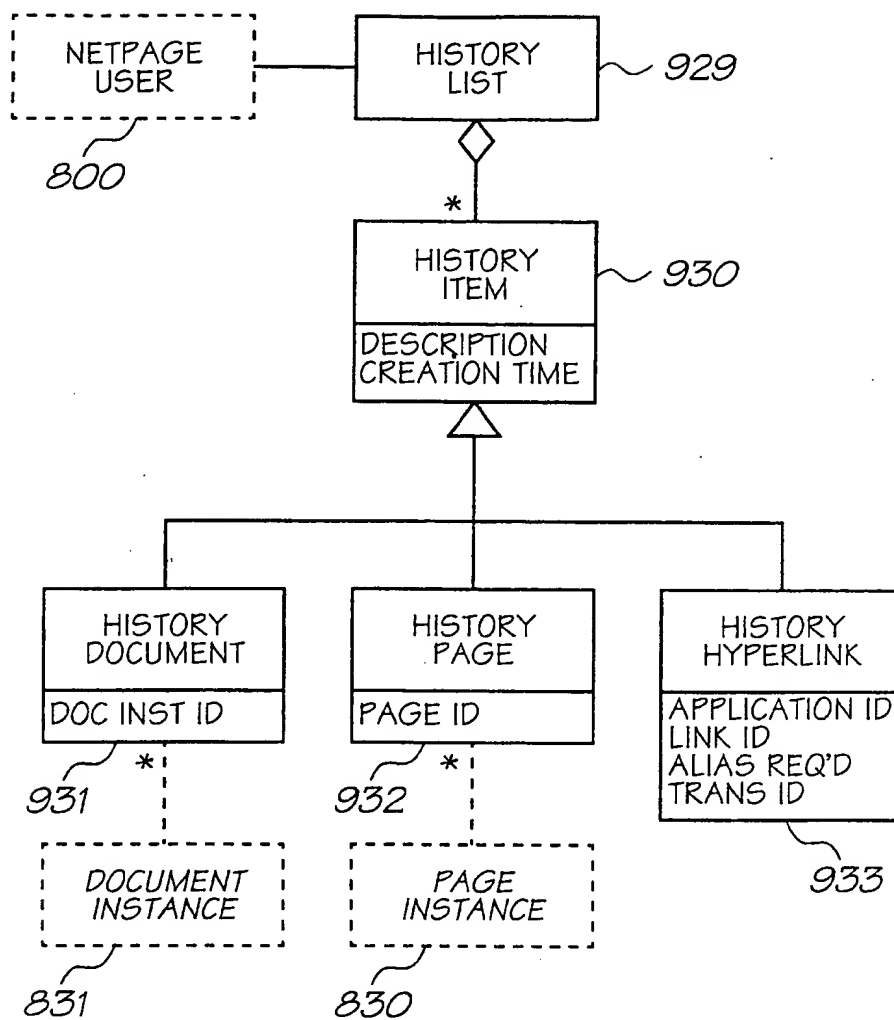 NETPAGE
USER
800
HISTORY
LIST
929
*
HISTORY
ITEM
930
DESCRIPTION
CREATION TIME
HISTORY
DOCUMENT
DOC INST ID
931
*
DOCUMENT
INSTANCE
831
HISTORY
PAGE
PAGE ID
932
*
PAGE
INSTANCE
830
HISTORY
HYPERLINK
APPLICATION ID
LINK ID
ALIAS REQ'D
TRANS ID
933